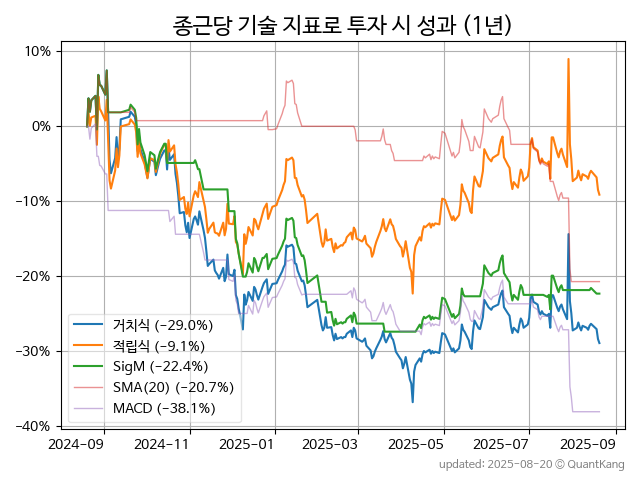 종근당 기술 지표로 투자 시 성과 (1년)
10%
0%
−10%
−20%
−30%
−40%
거치식 (−29.0%)
적립식 (−9.1%)
SigM (−22.4%)
SMA(20) (−20.7%)
MACD (−38.1%)
2024-09 2024-11 2025-01 2025-03 2025-05 2025-07 2025-09
updated: 2025-08-20 © QuantKang